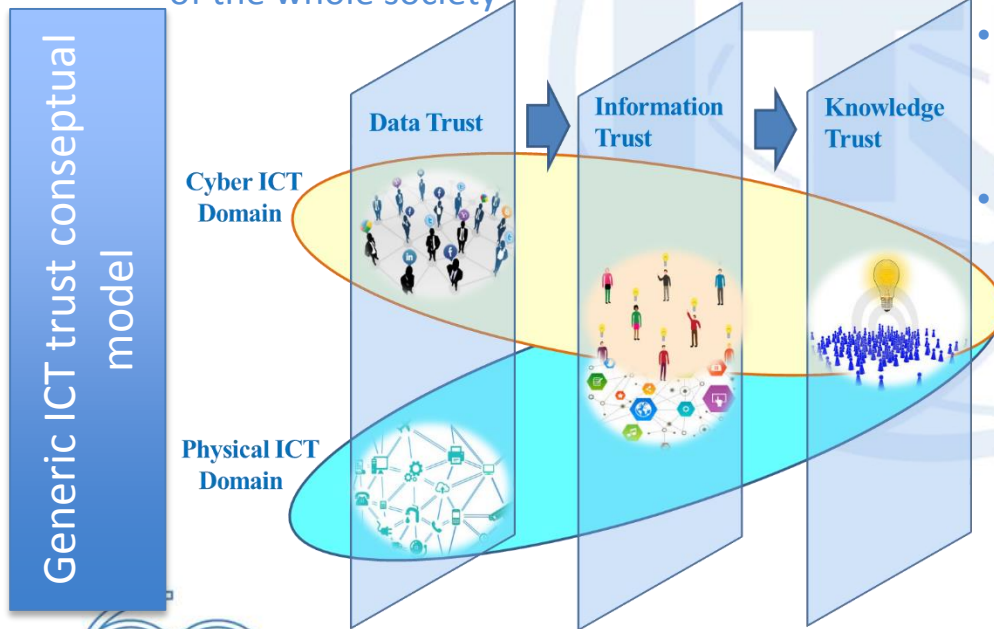 of the whole society
Generic ICT trust conseptual
model
Data Trust
Information
Trust
Knowledge
Trust
Cyber ICT
Domain
Physical ICT
Domain